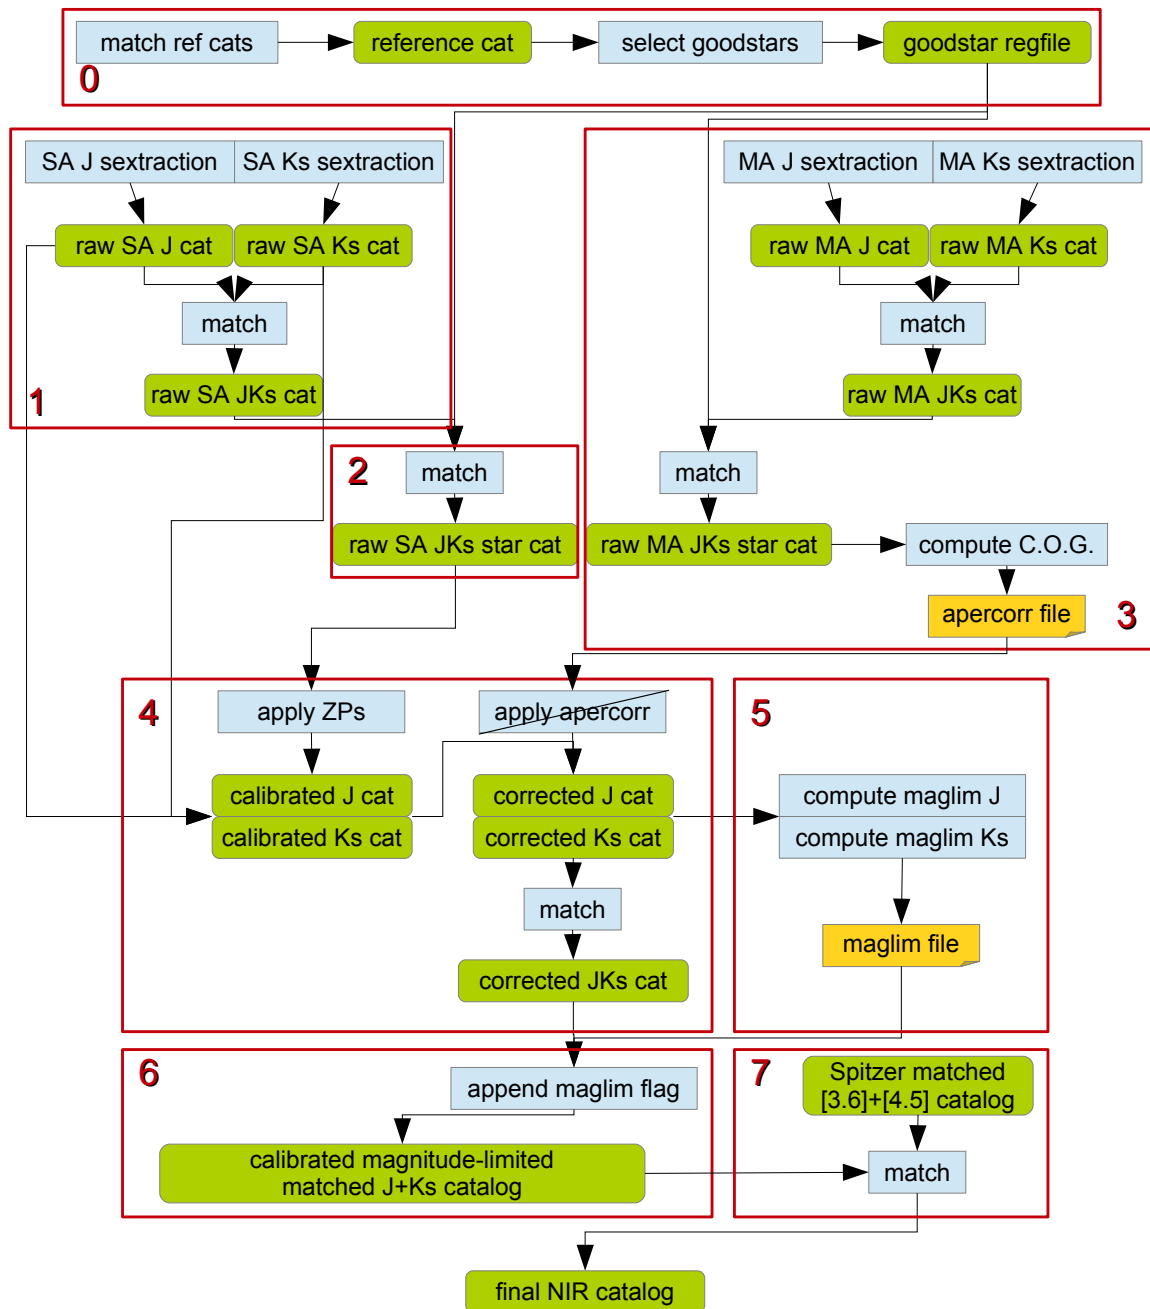 match ref cats
reference cat
select goodstars
goodstar regfile
0
SA J sextraction
SA Ks sextraction
raw SA J cat
raw SA Ks cat
match
raw SA JKs cat
1
MA J sextraction
MA Ks sextraction
raw MA J cat
raw MA Ks cat
match
raw MA JKs cat
2
match
raw SA JKs star cat
match
raw MA JKs star cat
compute C.O.G.
apercorr file
3
4
apply ZPs
apply apercorr
calibrated J cat
calibrated Ks cat
corrected J cat
corrected Ks cat
match
corrected JKs cat
5
compute maglim J
compute maglim Ks
maglim file
6
append maglim flag
calibrated magnitude-limited
matched J+Ks catalog
7
Spitzer matched
[3.6]+[4.5] catalog
match
final NIR catalog